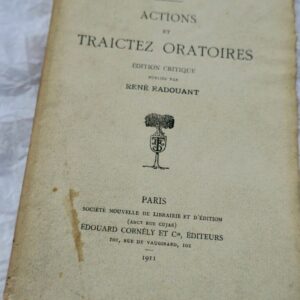 ACTIONS
ET
TRAICTEZ ORATOIRES
ÉDITION CRITIQUE
PUBLIÉE PAR
RENÉ RADOUANT
PARIS
SOCIÉTÉ NOUVELLE DE LIBRAIRIE ET D'ÉDITION
(ANCT RUE CUJAS)
ÉDOUARD CORNÉLY ET Cie, ÉDITEURS
101, RUE DE VAUGIRARD, 101
1911